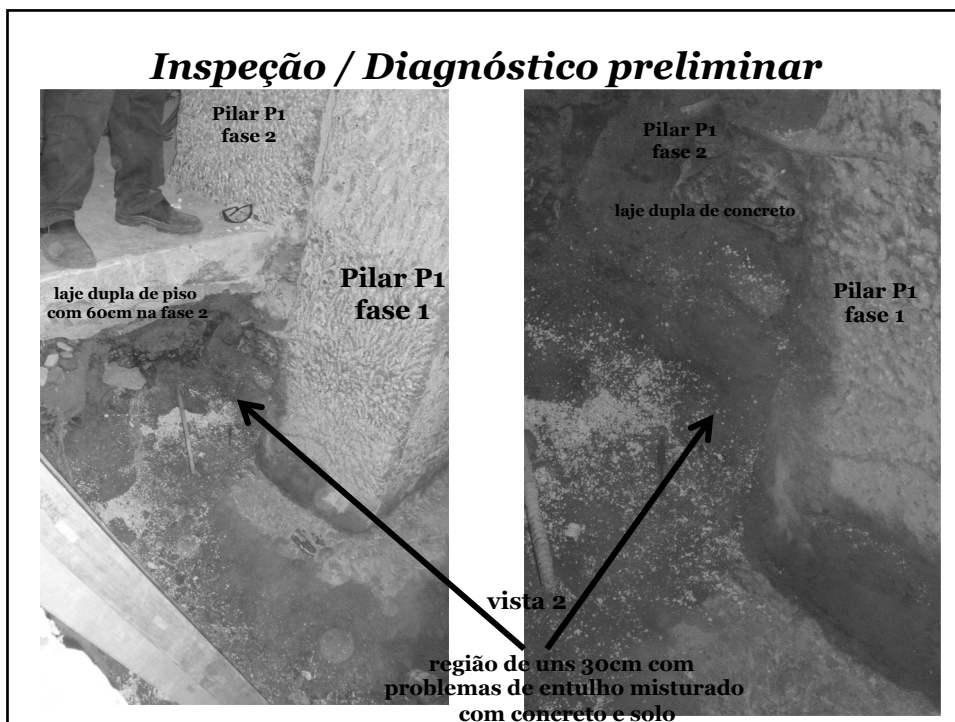 Inspeção / Diagnóstico preliminar
Pilar P1
fase 2
Pilar P1
fase 1
laje dupla de piso
com 60cm na fase 2
Pilar P1
fase 2
laje dupla de concreto
Pilar P1
fase 1
vista 2
região de uns 30cm com
problemas de entulho misturado
com concreto e solo